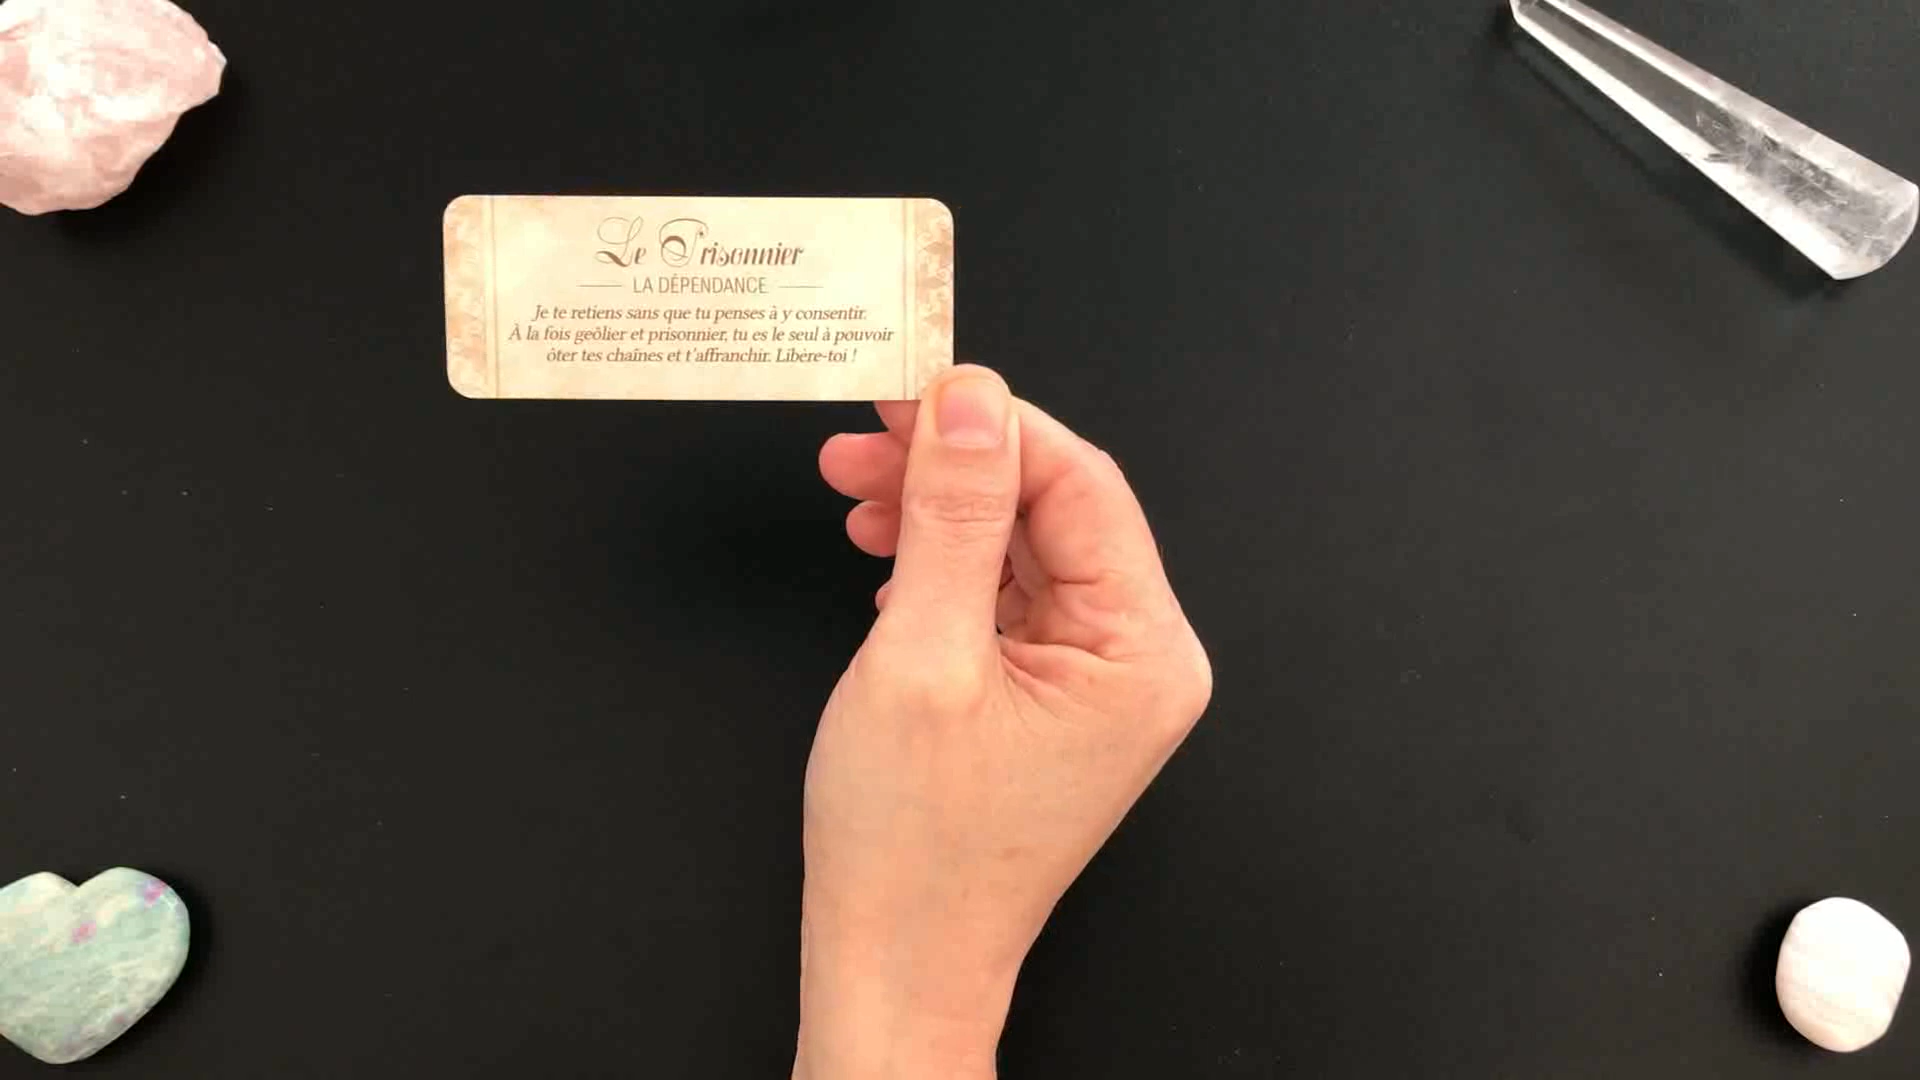 Le Prisonnier
LA DÉPENDANCE
Je te retiens sans que tu penses à y consentir.
À la fois geôlier et prisonnier, tu es le seul à pouvoir
ôter tes chaînes et t'affranchir. Libère-toi !